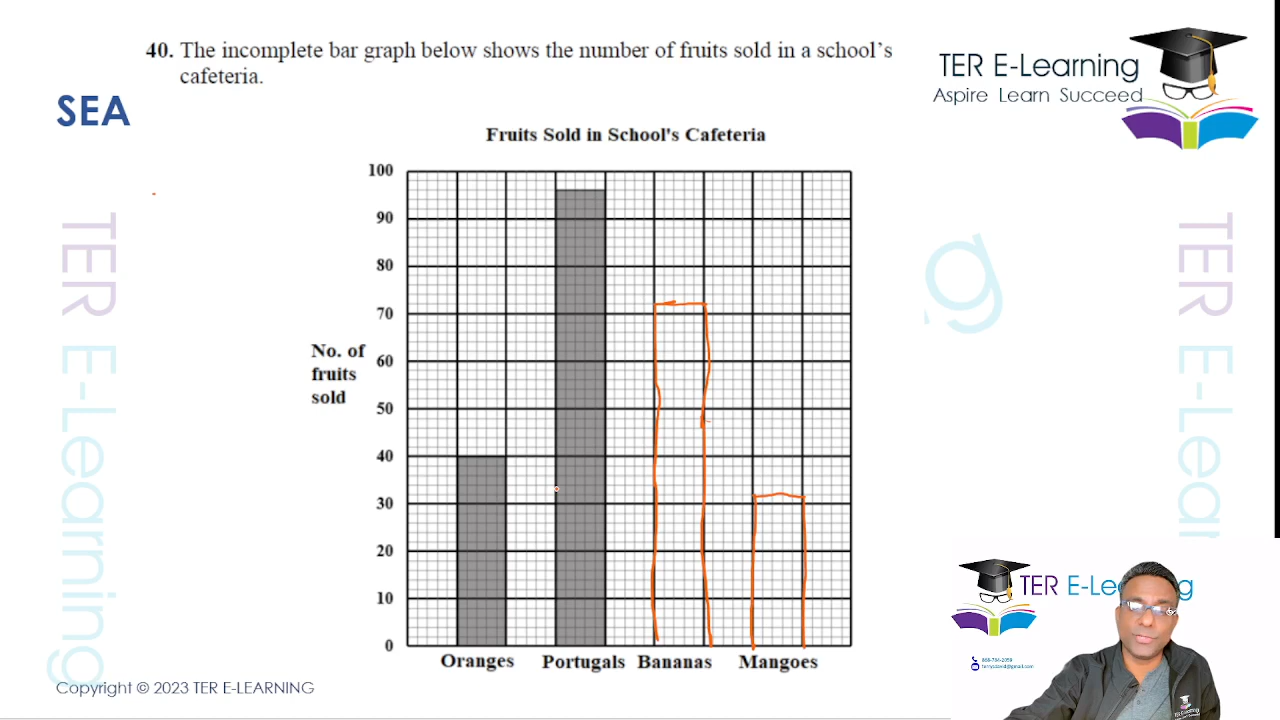 40. The incomplete bar graph below shows the number of fruits sold in a school's
cafeteria.
TER E-Learning
Aspire Learn Succeed
SEA
Fruits Sold in School's Cafeteria
100
90
80
70
60
50
40
30
20
10
0
No. of
fruits
sold
Oranges Portugals Bananas Mangoes
TER E-Learning
TER E-Lear
g
TER E-Le g
Copyright © 2023 TER E-LEARNING